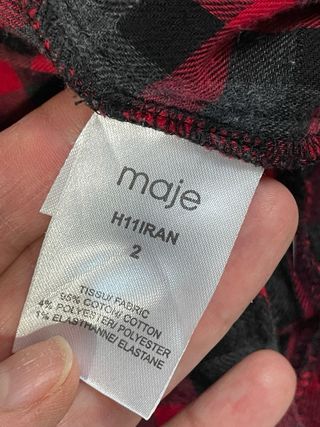 maje
H11IRAN
2
TISSU/ FABRIC
95% COTON/ COTTON
4% POLYESTER/ POLYESTER
1% ELASTHANNE/ ELASTANE